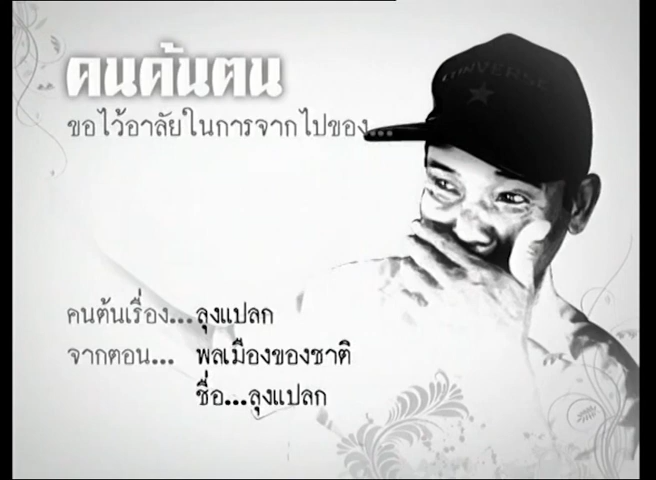 คนค้นฅน
ขอไว้อาลัยในการจากไปของ...
CONVERSE
คนต้นเรื่อง...ลุงแปลก
จากตอน... พลเมืองของชาติ
ชื่อ...ลุงแปลก